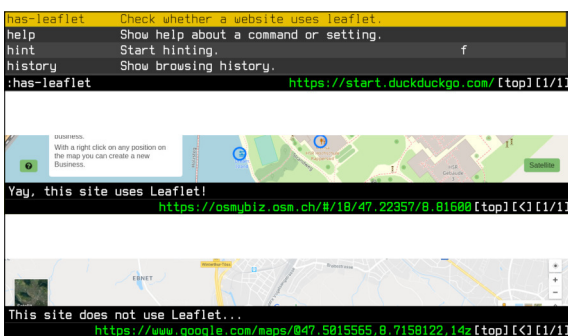 has-leaflet Check whether a website uses leaflet.
help Show help about a command or setting.
hint Start hinting. f
history Show browsing history.
:has-leaflet https://start.duckduckgo.com/ [top][1/1]
business.
With a right click on any position on
the map you can create a new
Business.
Satellite
Yay, this site uses Leaflet!
https://osmybiz.osm.ch/#/18/47.22357/8.81600 [top][<][1/1]
EBNET
This site does not use Leaflet...
https://www.google.com/maps/@47.5015565,8.7158122,14z [top][<][1/1]